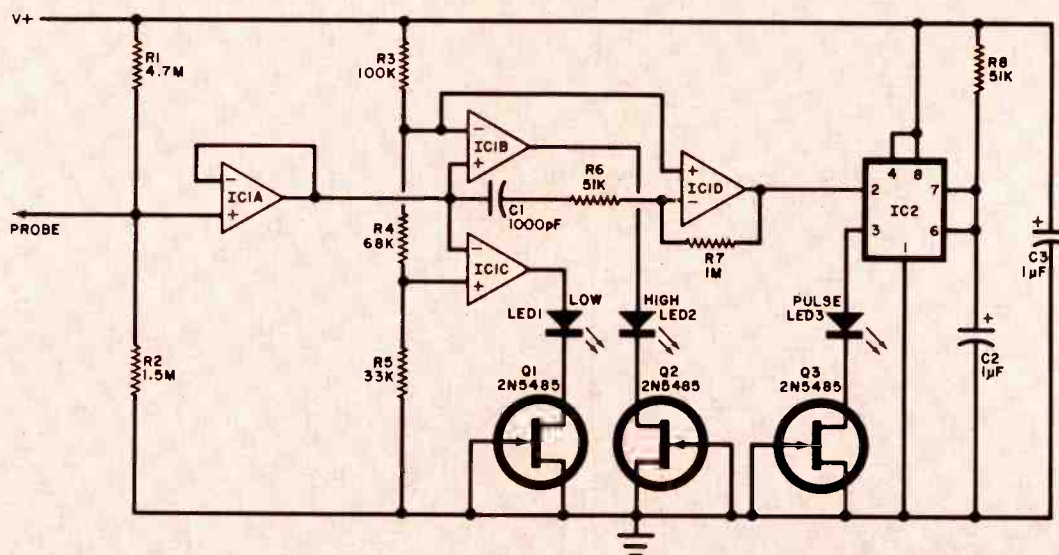 V+
R1
4.7M
R3
100K
R8
51K
-
IC1B
+
4
8
+
IC1D
-
-
IC1A
+
R6
51K
2
7
IC2
C1
1000pF
PROBE
R4
68K
3
6
1
R7
1M
+
C3
1µF
-
IC1C
+
LOW
LED1
HIGH
LED2
PULSE
LED3
+
C2
1µF
R2
1.5M
R5
33K
Q1
2N5485
Q2
2N5485
Q3
2N5485